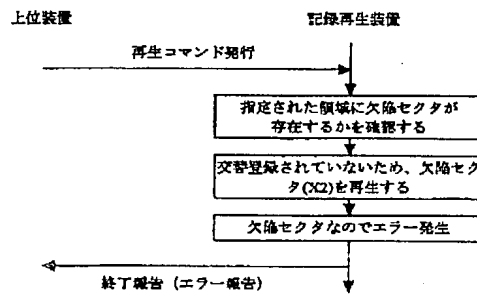 上位装置
記録再生装置
再生コマンド発行
指定された領域に欠陥セクタが
存在するかを確認する
交替登録されていないため、欠陥セク
タ(X2)を再生する
欠陥セクタなのでエラー発生
終了報告（エラー報告）